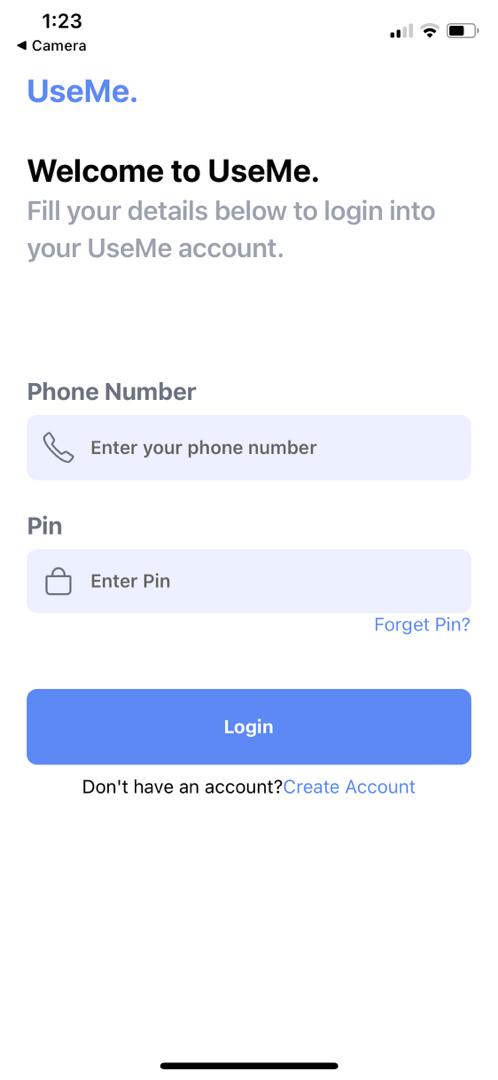 1:23
◀ Camera
UseMe.
Welcome to UseMe.
Fill your details below to login into
your UseMe account.
Phone Number
Enter your phone number
Pin
Enter Pin
Forget Pin?
Login
Don't have an account?Create Account